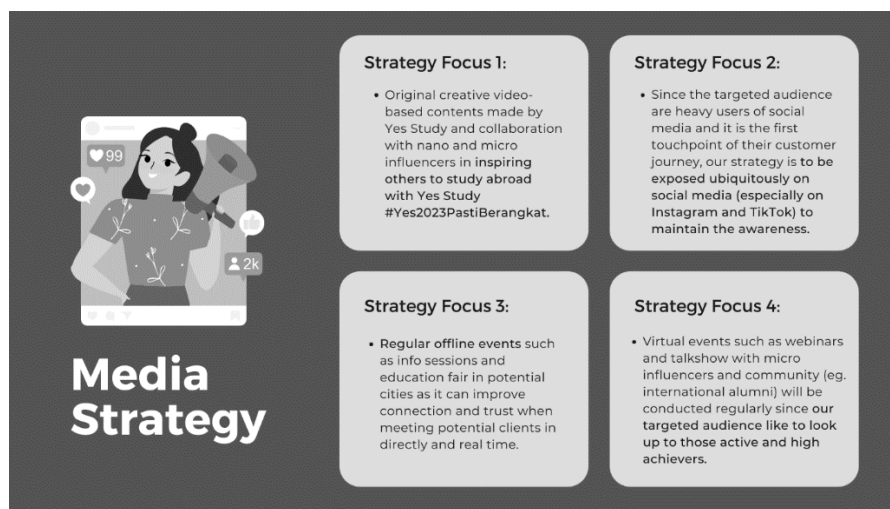 99
2k
Media
Strategy
Strategy Focus 1:
• Original creative video-
based contents made by
Yes Study and collaboration
with nano and micro
influencers in inspiring
others to study abroad
with Yes Study
#Yes2023PastiBerangkat.
Strategy Focus 2:
• Since the targeted audience
are heavy users of social
media and it is the first
touchpoint of their customer
journey, our strategy is to be
exposed ubiquitously on
social media (especially on
Instagram and TikTok) to
maintain the awareness.
Strategy Focus 3:
• Regular offline events such
as info sessions and
education fair in potential
cities as it can improve
connection and trust when
meeting potential clients in
directly and real time.
Strategy Focus 4:
• Virtual events such as webinars
and talkshow with micro
influencers and community (eg.
international alumni) will be
conducted regularly since our
targeted audience like to look
up to those active and high
achievers.